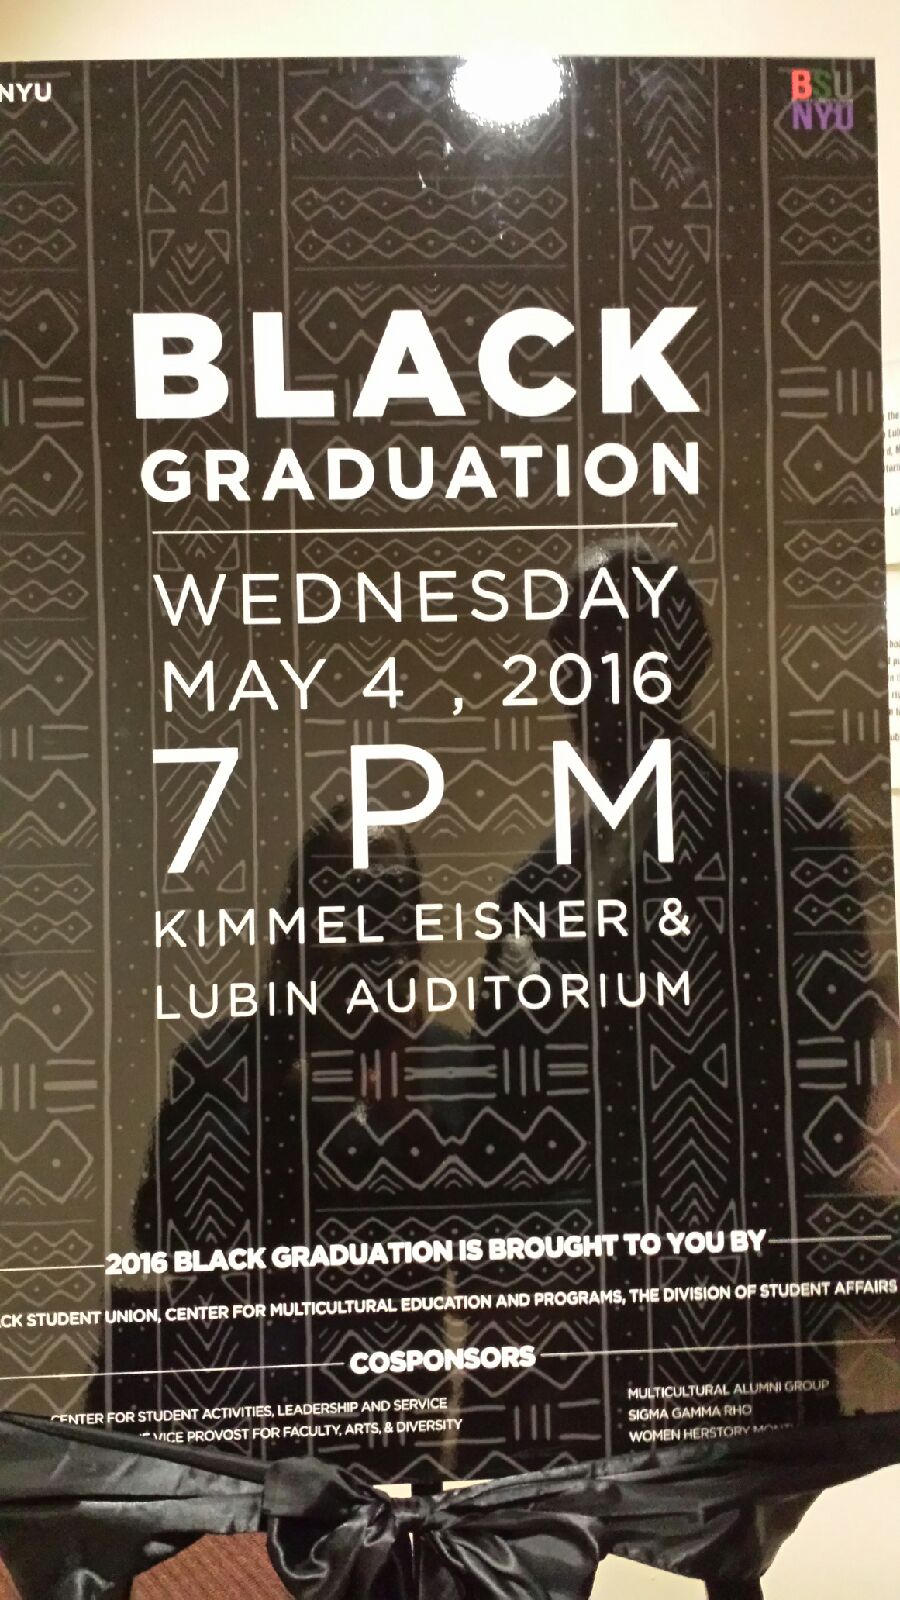 NYU
BSU
NYU
BLACK
GRADUATION
WEDNESDAY
MAY 4 , 2016
7 PM
KIMMEL EISNER &
LUBIN AUDITORIUM
2016 BLACK GRADUATION IS BROUGHT TO YOU BY
CK STUDENT UNION, CENTER FOR MULTICULTURAL EDUCATION AND PROGRAMS, THE DIVISION OF STUDENT AFFAIRS
COSPONSORS
CENTER FOR STUDENT ACTIVITIES, LEADERSHIP AND SERVICE
VICE PROVOST FOR FACULTY, ARTS, & DIVERSITY
MULTICULTURAL ALUMNI GROUP
SIGMA GAMMA RHO
WOMEN HERSTORY